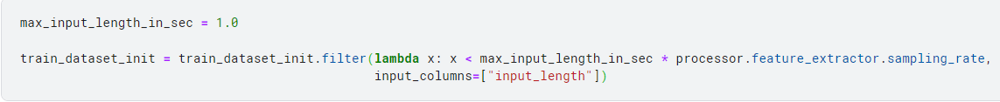 max_input_length_in_sec = 1.0
train_dataset_init = train_dataset_init.filter(lambda x: x < max_input_length_in_sec * processor.feature_extractor.sampling_rate,
input_columns=["input_length"])